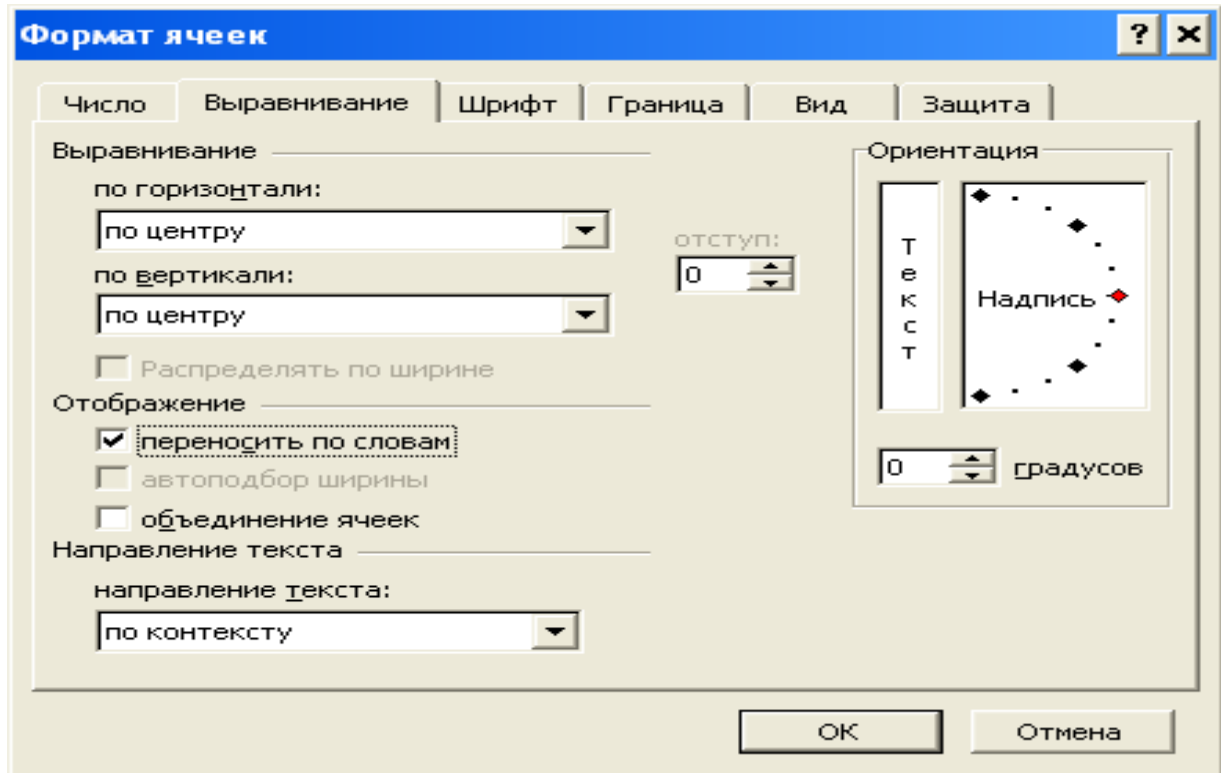 Формат ячеек
Число Выравнивание Шрифт Граница Вид Защита
Выравнивание
по горизонтали:
по центру
отступ:
0
по вертикали:
по центру
Распределять по ширине
Отображение
переносить по словам
автоподбор ширины
объединение ячеек
Направление текста
направление текста:
по контексту
Ориентация
Текст
Надпись
0 градусов
ОК Отмена